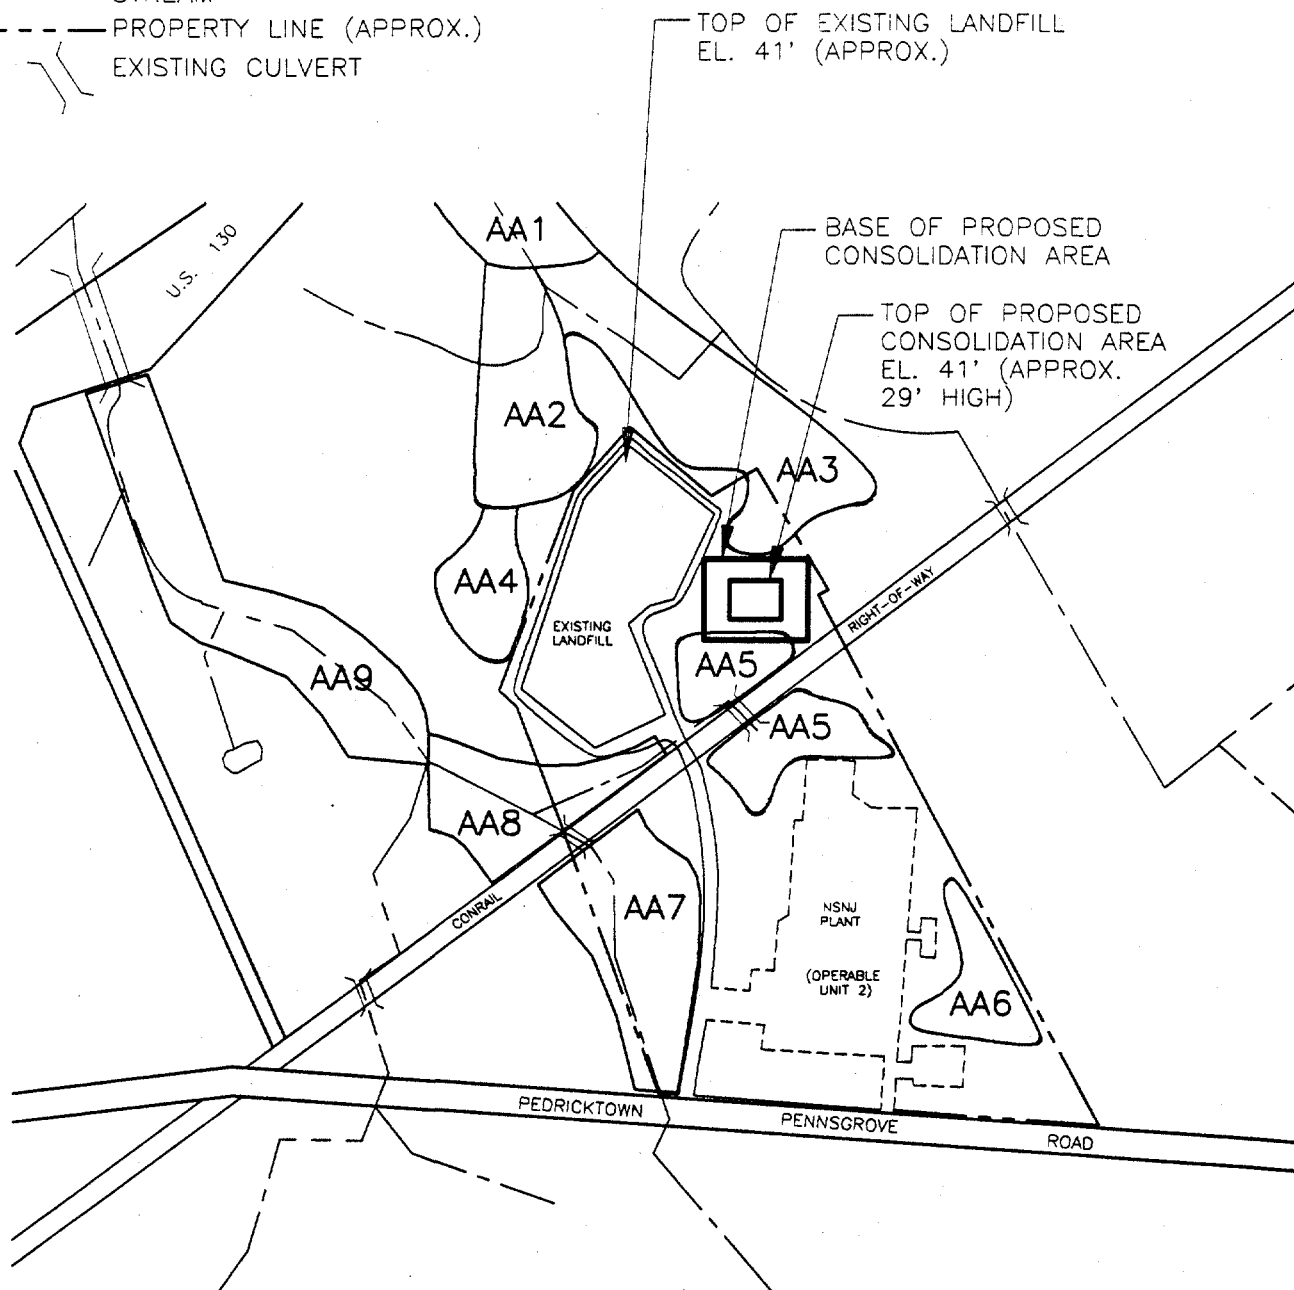 STREAM
PROPERTY LINE (APPROX.)
EXISTING CULVERT
TOP OF EXISTING LANDFILL
EL. 41' (APPROX.)
BASE OF PROPOSED
CONSOLIDATION AREA
TOP OF PROPOSED
CONSOLIDATION AREA
EL. 41' (APPROX.
29' HIGH)
U.S. 130
AA1
AA2
AA3
AA4
EXISTING
LANDFILL
AA5
RIGHT-OF-WAY
AA9
AA5
AA8
CONRAIL
AA7
NSNJ
PLANT
(OPERABLE
UNIT 2)
AA6
PEDRICKTOWN
PENNSGROVE
ROAD